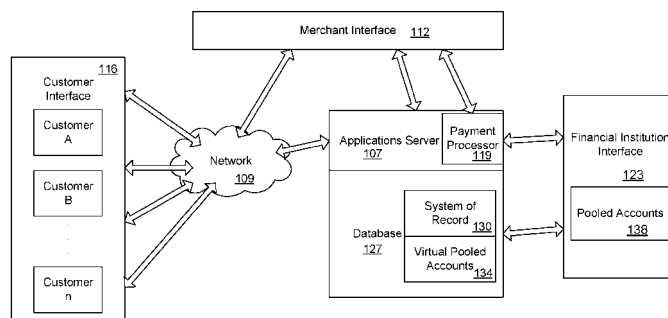 Merchant Interface 112
116
Customer
Interface
Customer
A
Customer
B
Customer
n
Network
109
Applications Server
107
Payment
Processor
119
Database
127
System of
Record
130
Virtual Pooled
Accounts
134
Financial Institution
Interface
123
Pooled Accounts
138